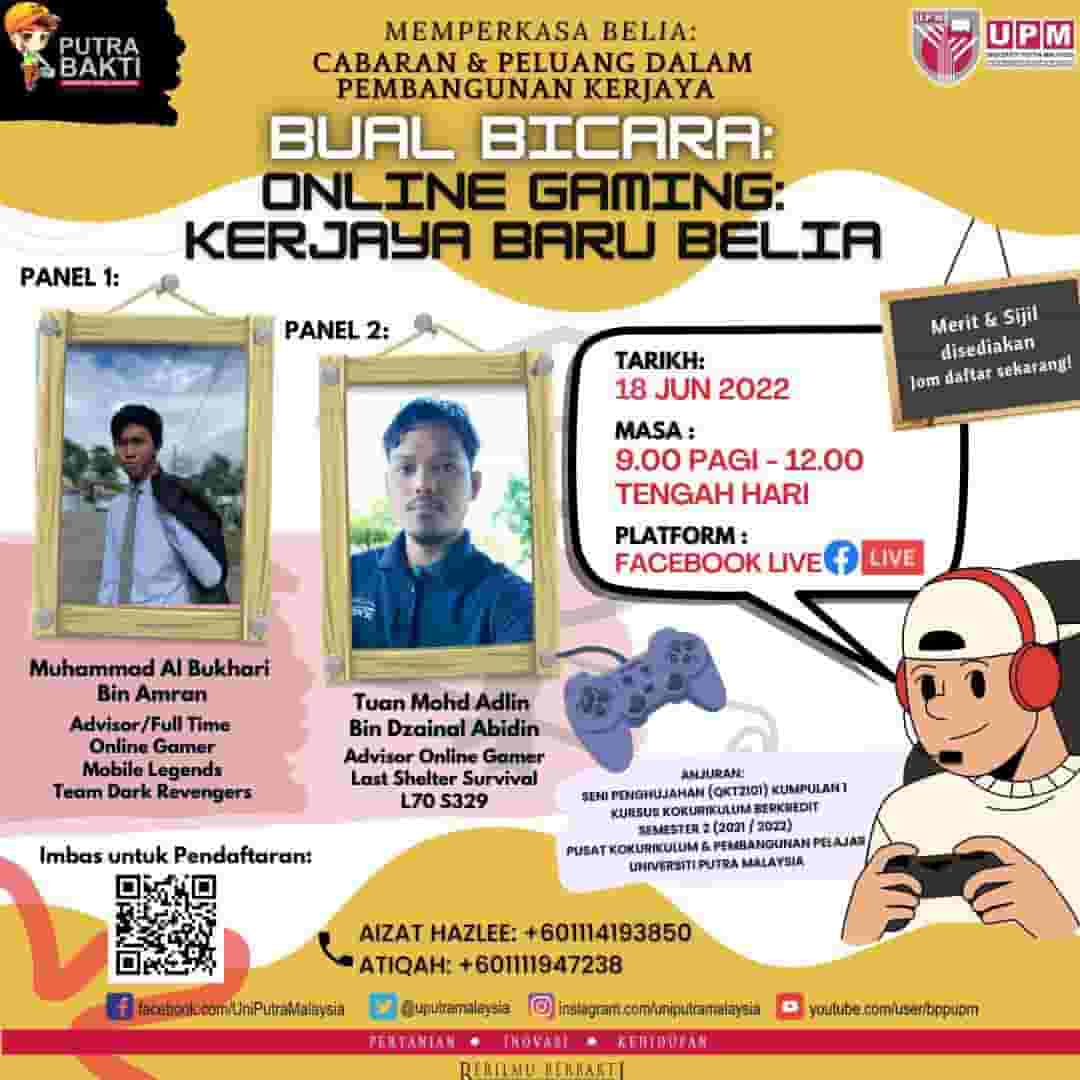 PUTRA
BAKTI
MEMPERKASA BELIA:
CABARAN & PELUANG DALAM
PEMBANGUNAN KERJAYA
UPM
UPM
BUAL BICARA:
ONLINE GAMING:
KERJAYA BARU BELIA
PANEL 1:
PANEL 2:
Merit & Sijil
disediakan
Jom daftar sekarang!
TARIKH:
18 JUN 2022
MASA :
9.00 PAGI - 12.00
TENGAH HARI
PLATFORM :
FACEBOOK LIVE LIVE
Muhammad Al Bukhari
Bin Amran
Advisor/Full Time
Online Gamer
Mobile Legends
Team Dark Revengers
Tuan Mohd Adlin
Bin Dzainal Abidin
Advisor Online Gamer
Last Shelter Survival
L70 S329
ANJURAN:
SENI PENGHUJAHAN (QKT2101) KUMPULAN 1
KURSUS KOKURIKULUM BERKREDIT
SEMESTER 2 (2021 / 2022)
PUSAT KOKURIKULUM & PEMBANGUNAN PELAJAR
UNIVERSITI PUTRA MALAYSIA
Imbas untuk Pendaftaran:
AIZAT HAZLEE: +601114193850
ATIQAH: +601111947238
facebook.com/UniPutraMalaysia
@uputramalaysia
instagram.com/uniputramalaysia
youtube.com/user/bppupm
PERTANIAN • INOVASI • KEHIDUPAN
BERILMU BERBAKTI